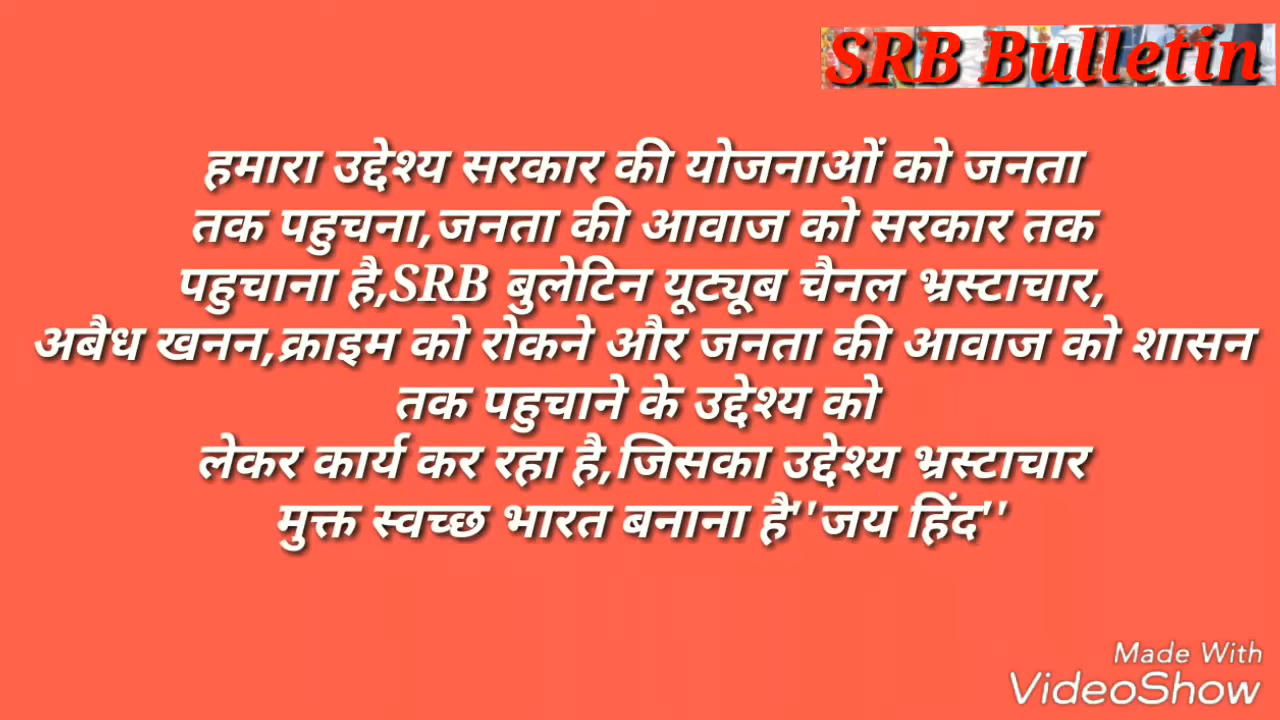 SRB Bulletin
हमारा उद्देश्य सरकार की योजनाओं को जनता
तक पहुचना,जनता की आवाज को सरकार तक
पहुचाना है,SRB बुलेटिन यूट्यूब चैनल भ्रस्टाचार,
अबैध खनन,क्राइम को रोकने और जनता की आवाज को शासन
तक पहुचाने के उद्देश्य को
लेकर कार्य कर रहा है,जिसका उद्देश्य भ्रस्टाचार
मुक्त स्वच्छ भारत बनाना है''जय हिंद''
Made With
VideoShow